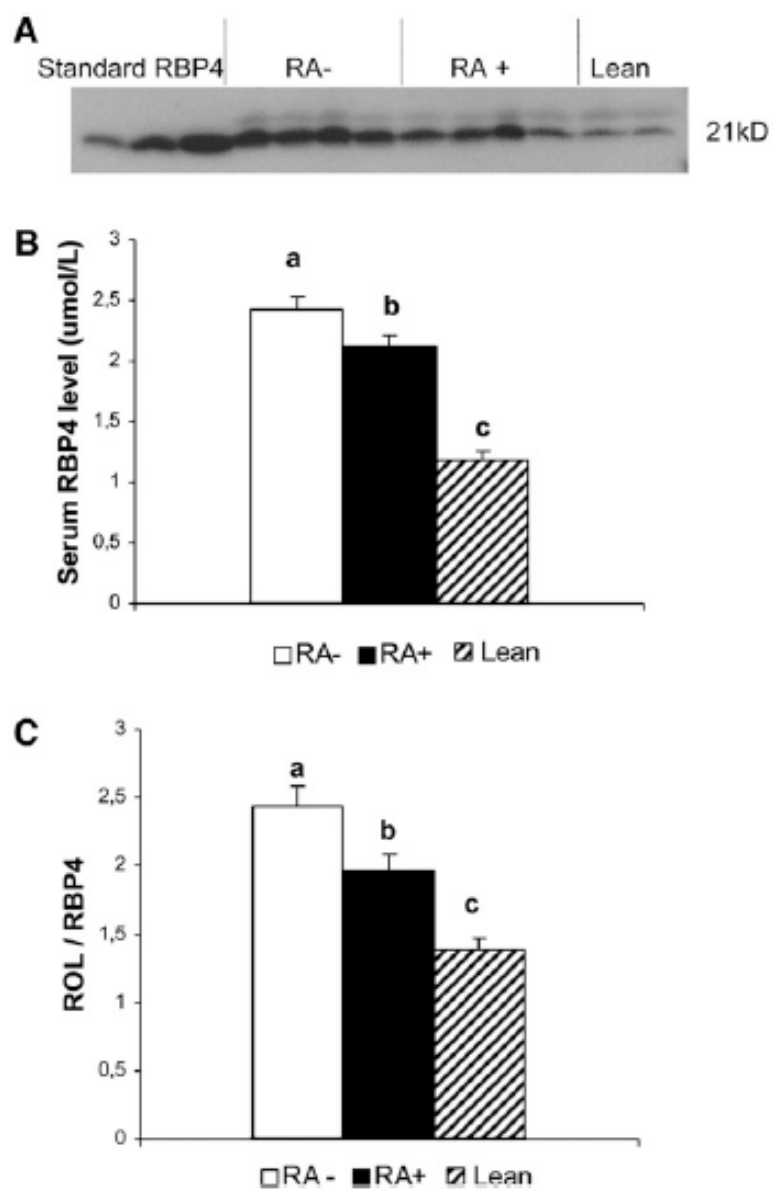 A
Standard RBP4 RA- RA + Lean
21kD
B
Serum RBP4 level (umol/L)
3
2,5
2
1,5
1
0,5
0
a
b
c
RA- RA+ Lean
C
ROL / RBP4
3
2,5
2
1,5
1
0,5
0
a
b
c
RA - RA+ Lean